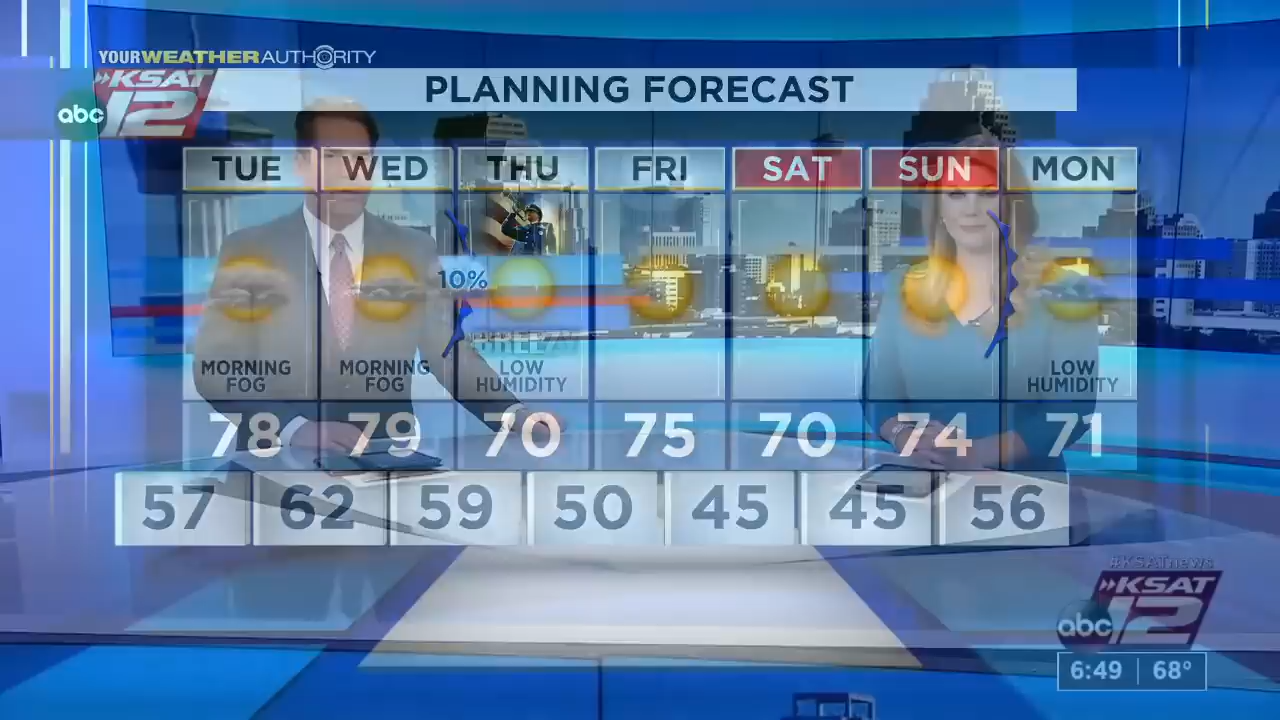 YOURWEATHERAUTHORITY
KSAT
abc 12
PLANNING FORECAST
TUE WED THU FRI SAT SUN MON
10%
MORNING FOG MORNING FOG LOW HUMIDITY LOW HUMIDITY
78 79 70 75 70 74 71
57 62 59 50 45 45 56
#KSATnews
KSAT
abc 12
6:49 68°